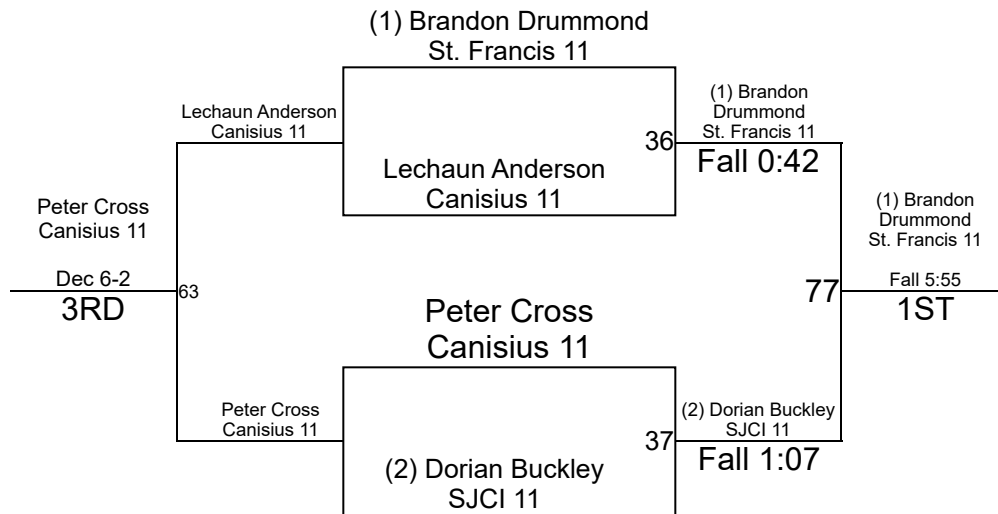 (1) Brandon Drummond
St. Francis 11
Lechaun Anderson
Canisius 11
(1) Brandon
Drummond
St. Francis 11
36
Fall 0:42
Lechaun Anderson
Canisius 11
Peter Cross
Canisius 11
(1) Brandon
Drummond
St. Francis 11
Dec 6-2
63
3RD
77
Fall 5:55
1ST
Peter Cross
Canisius 11
Peter Cross
Canisius 11
(2) Dorian Buckley
SJCI 11
37
Fall 1:07
(2) Dorian Buckley
SJCI 11